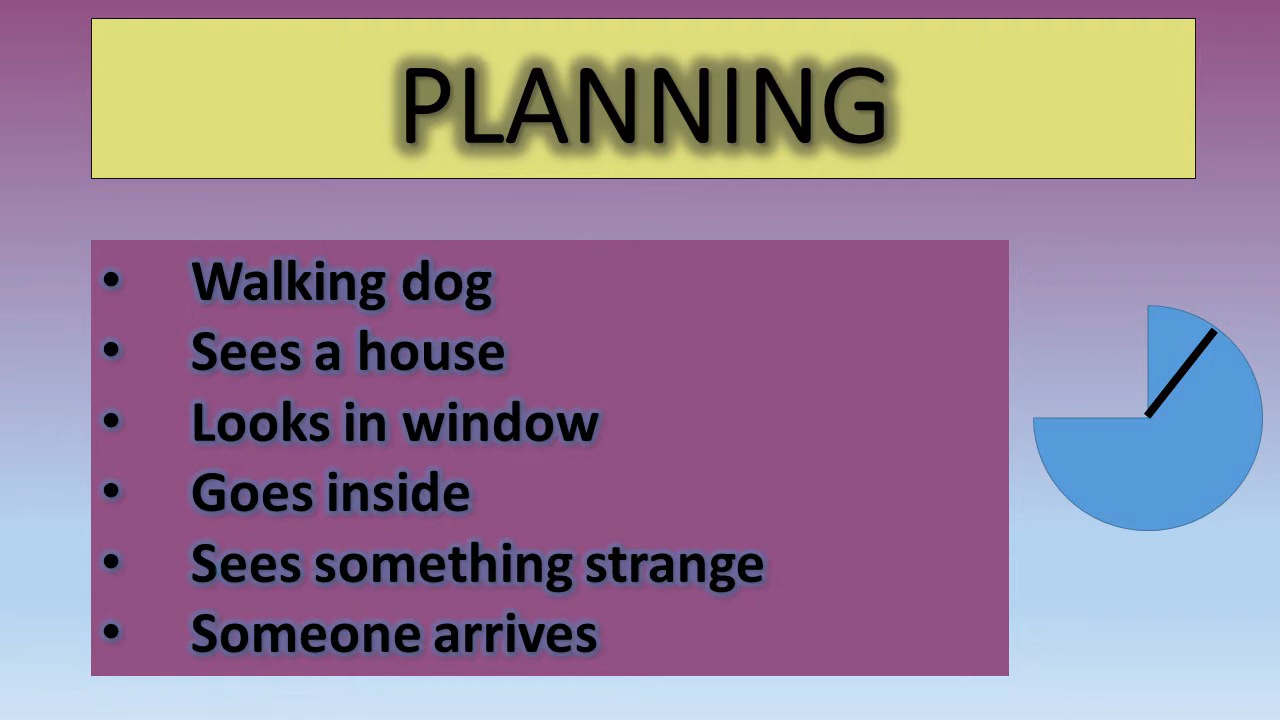 PLANNING
• Walking dog
• Sees a house
• Looks in window
• Goes inside
• Sees something strange
• Someone arrives